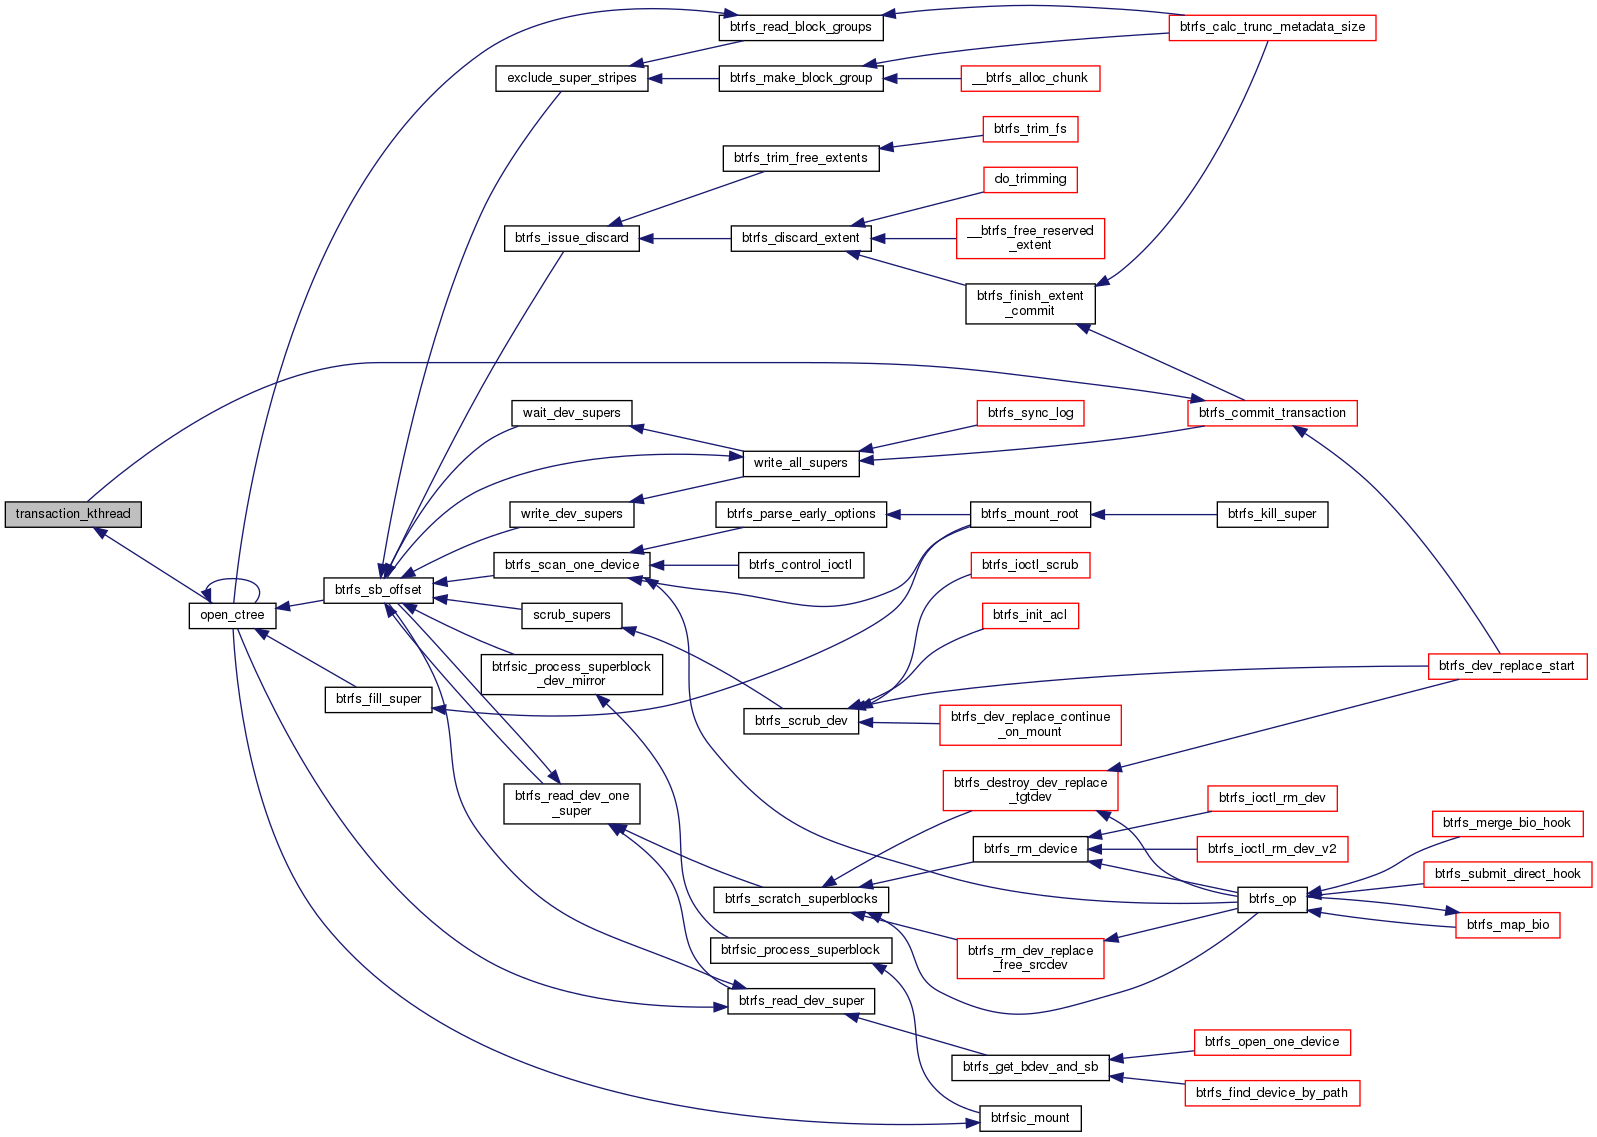 btrfs_read_block_groups
btrfs_calc_trunc_metadata_size
exclude_super_stripes
btrfs_make_block_group
__btrfs_alloc_chunk
btrfs_trim_fs
btrfs_trim_free_extents
do_trimming
btrfs_issue_discard
btrfs_discard_extent
__btrfs_free_reserved
_extent
btrfs_finish_extent
_commit
wait_dev_supers
btrfs_sync_log
btrfs_commit_transaction
write_all_supers
transaction_kthread
write_dev_supers
btrfs_parse_early_options
btrfs_mount_root
btrfs_kill_super
btrfs_scan_one_device
btrfs_control_ioctl
btrfs_ioctl_scrub
btrfs_sb_offset
open_ctree
scrub_supers
btrfs_init_acl
btrfsic_process_superblock
_dev_mirror
btrfs_dev_replace_start
btrfs_fill_super
btrfs_scrub_dev
btrfs_dev_replace_continue
_on_mount
btrfs_destroy_dev_replace
_tgtdev
btrfs_read_dev_one
_super
btrfs_ioctl_rm_dev
btrfs_merge_bio_hook
btrfs_rm_device
btrfs_ioctl_rm_dev_v2
btrfs_submit_direct_hook
btrfs_scratch_superblocks
btrfs_op
btrfs_map_bio
btrfsic_process_superblock
btrfs_rm_dev_replace
_free_srcdev
btrfs_read_dev_super
btrfs_open_one_device
btrfs_get_bdev_and_sb
btrfs_find_device_by_path
btrfsic_mount